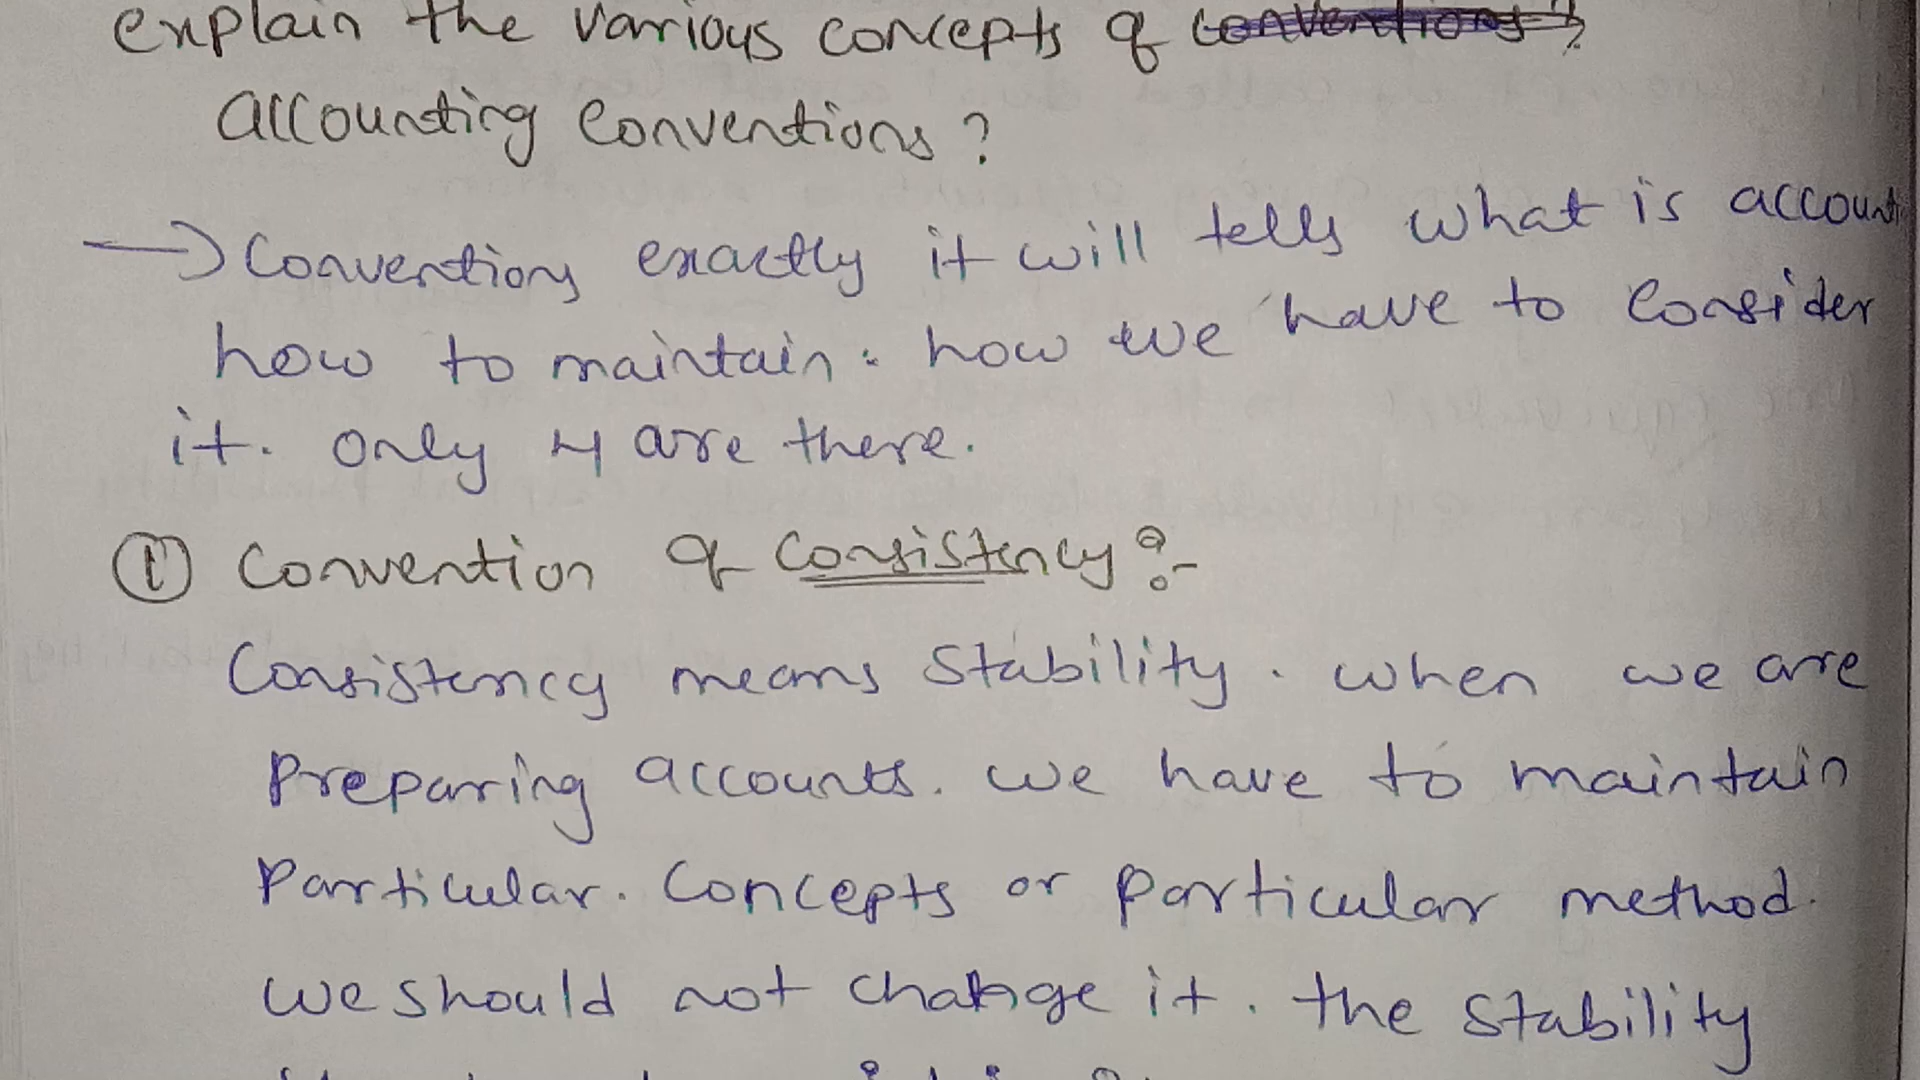 explain the various concepts of conventions?
accounting conventions?
→ Conventions exactly it will tells what is account
how to maintain. how we have to consider
it. only 4 are there.
① Convention of Consistency?-
Consistency means stability. when we are
Preparing accounts. we have to maintain
Particular. Concepts or particular method.
we should not change it. the stability